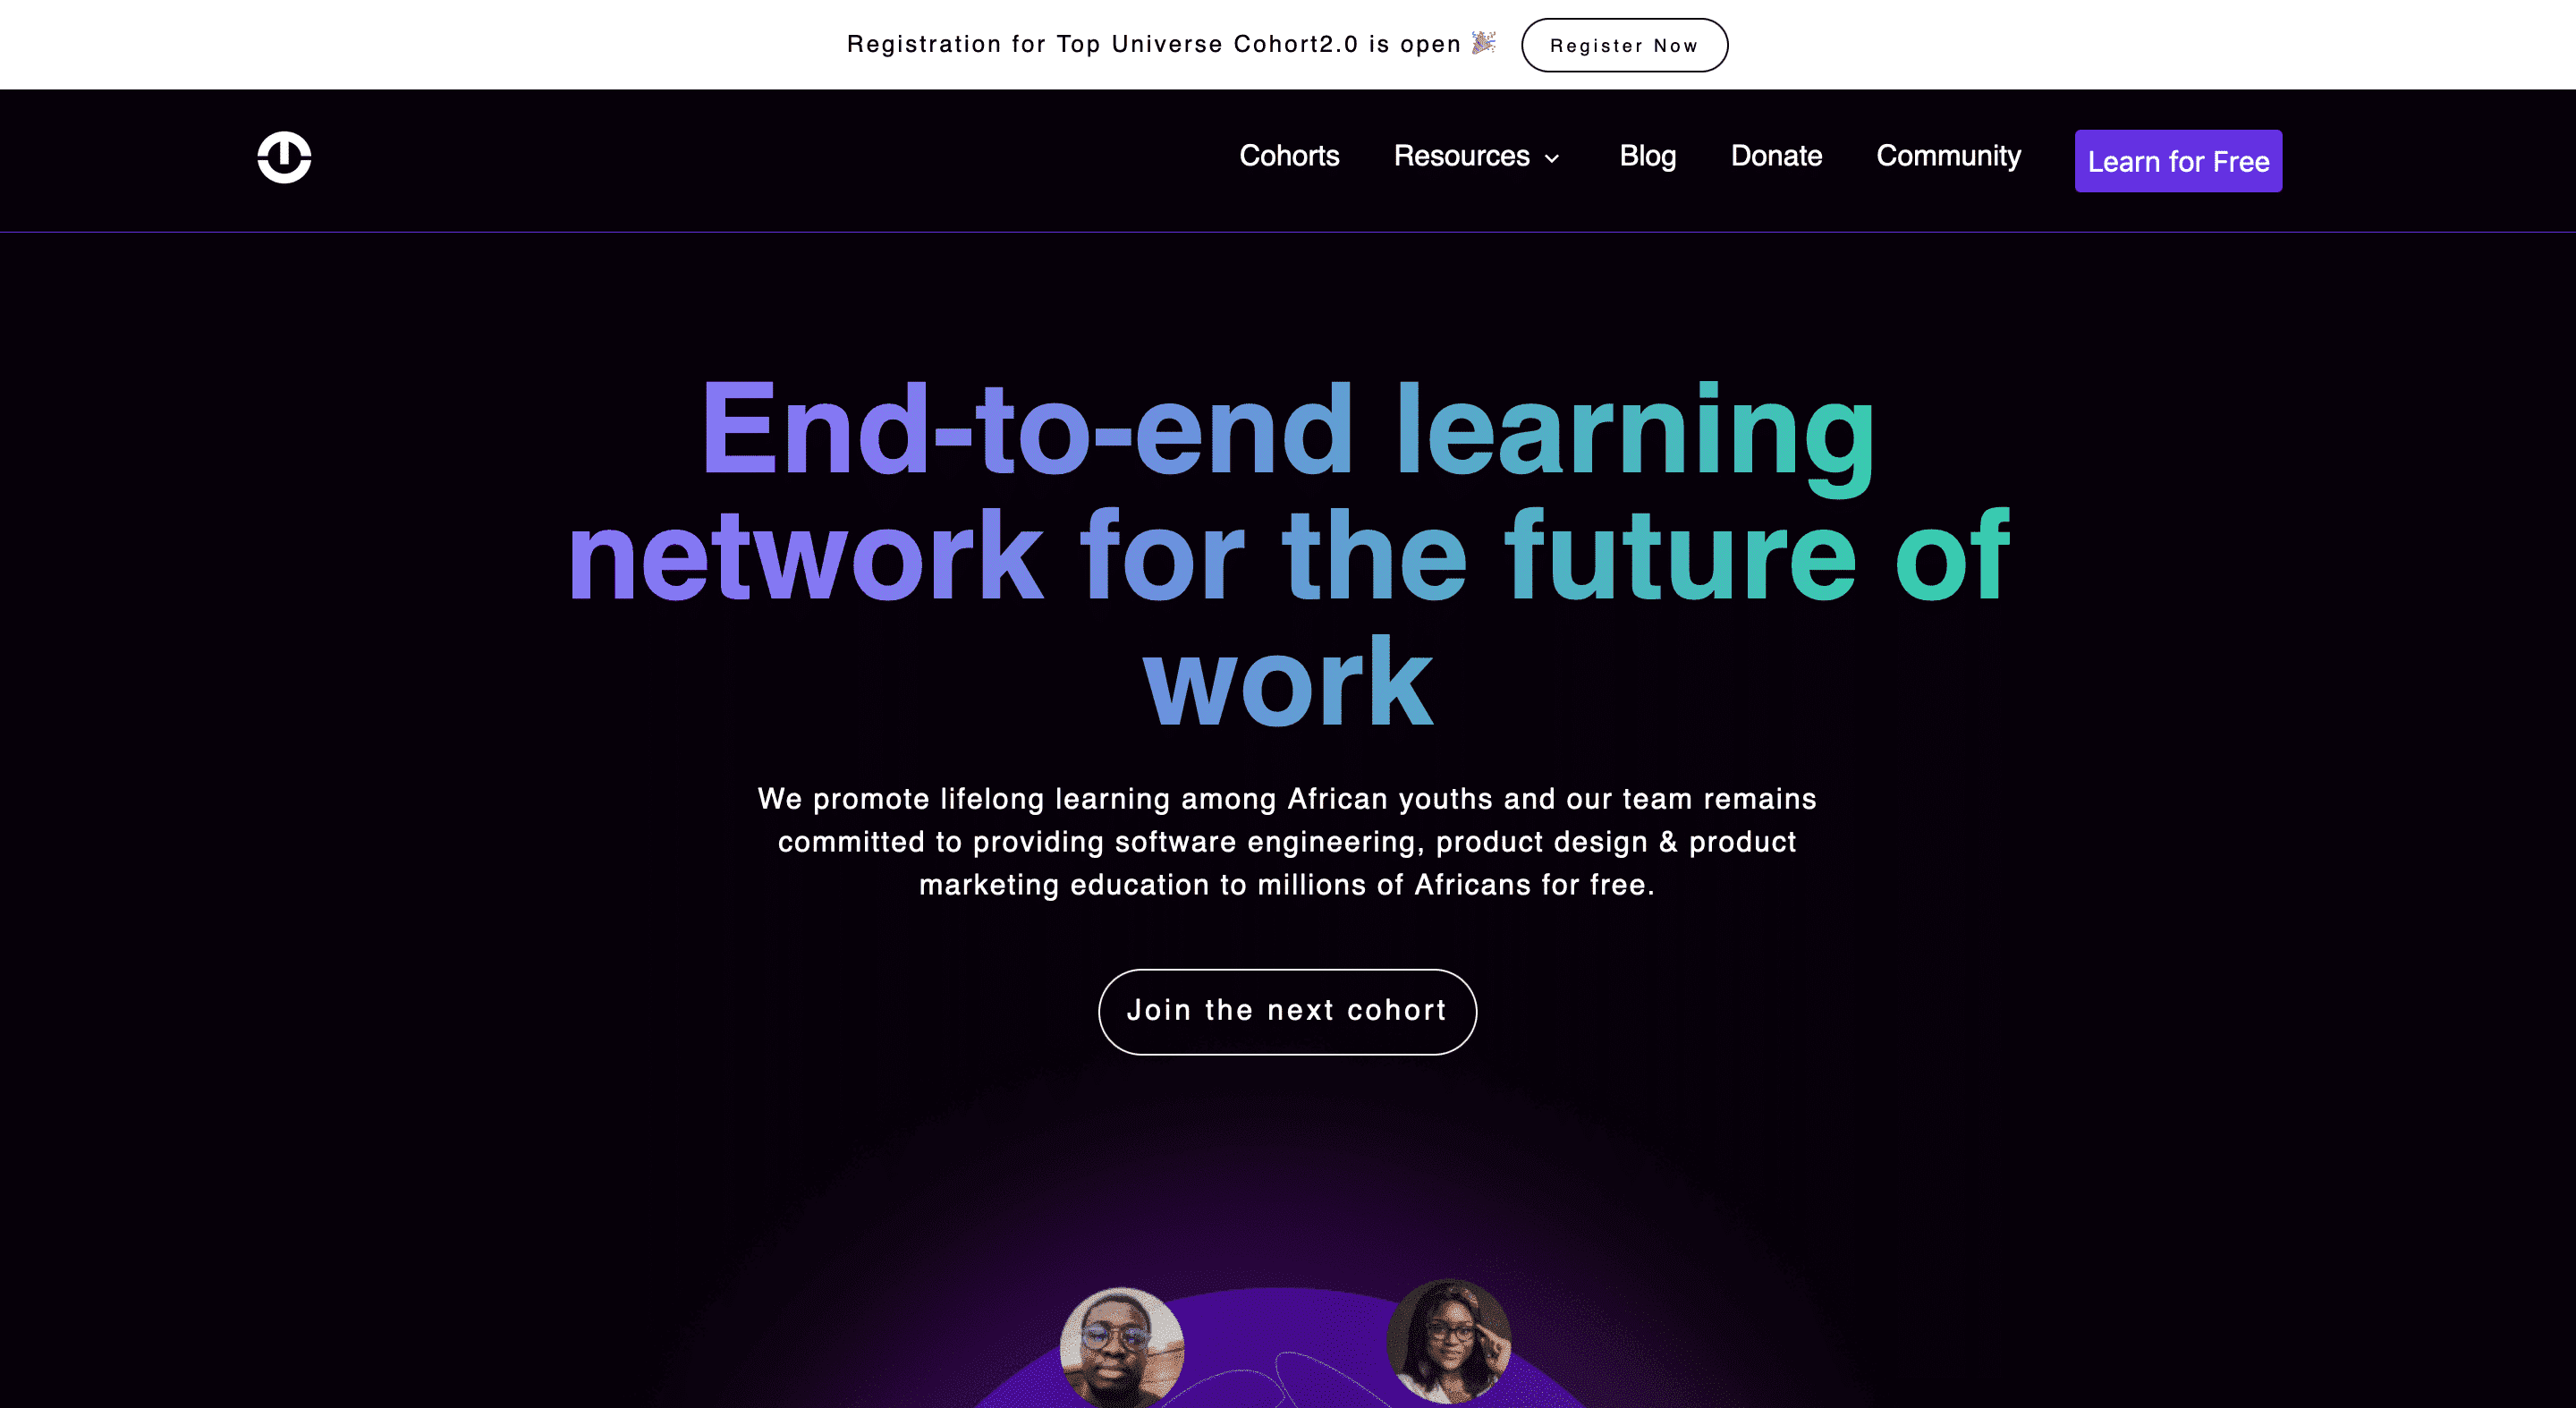 Registration for Top Universe Cohort2.0 is open 🎉 Register Now
Cohorts Resources Blog Donate Community Learn for Free
End-to-end learning
network for the future of
work
We promote lifelong learning among African youths and our team remains
committed to providing software engineering, product design & product
marketing education to millions of Africans for free.
Join the next cohort